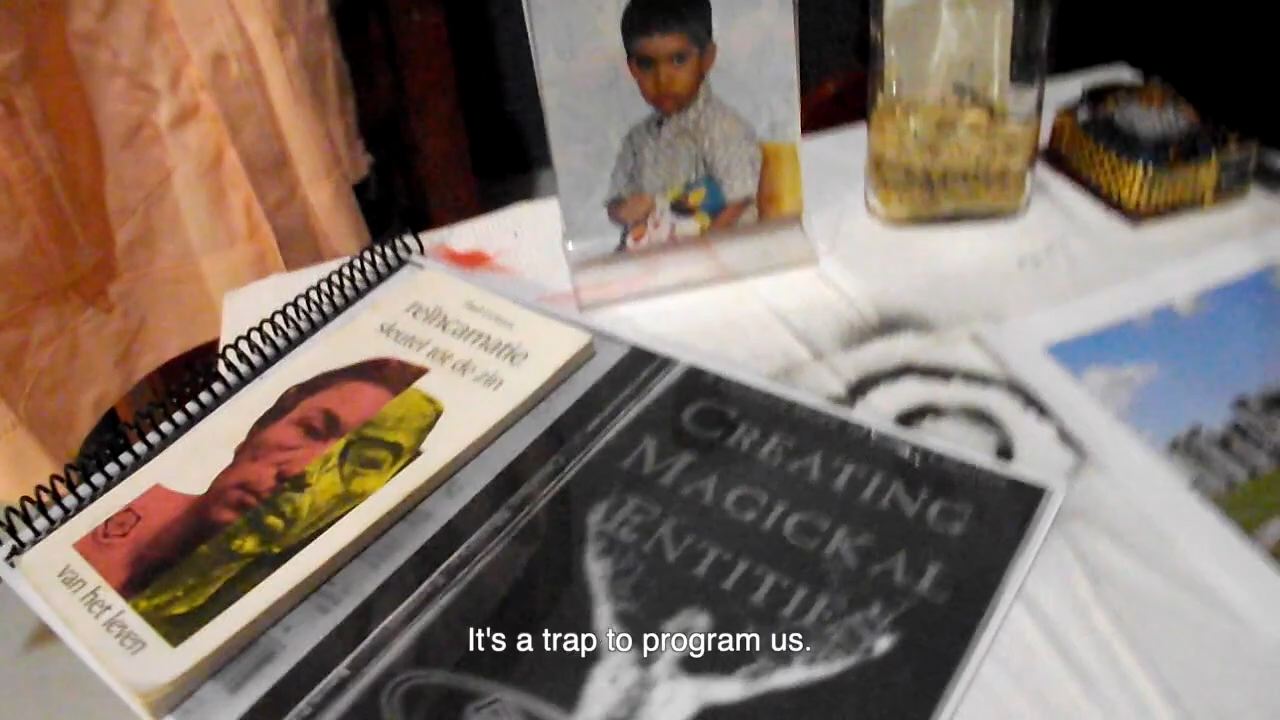 reïncarnatie
sleutel tot de zin
van het leven
CREATING
MAGICKAL
ENTITIES
It's a trap to program us.